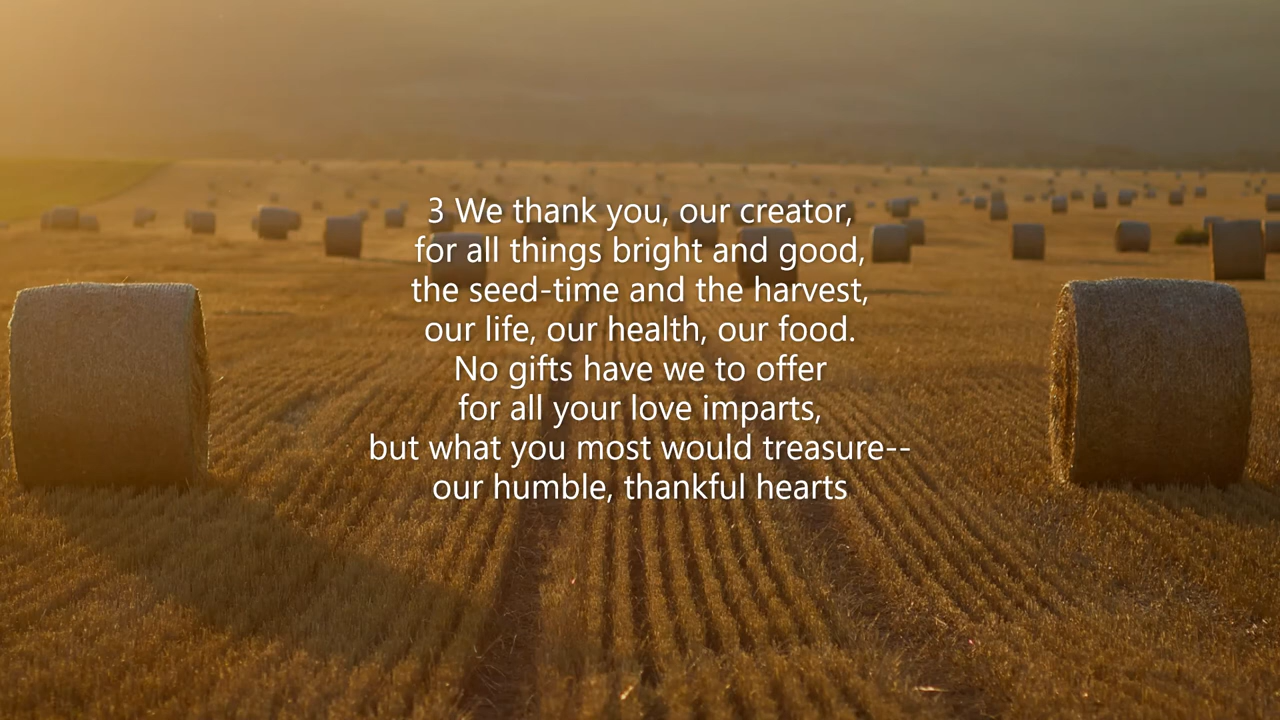 3 We thank you, our creator,
for all things bright and good,
the seed-time and the harvest,
our life, our health, our food.
No gifts have we to offer
for all your love imparts,
but what you most would treasure--
our humble, thankful hearts